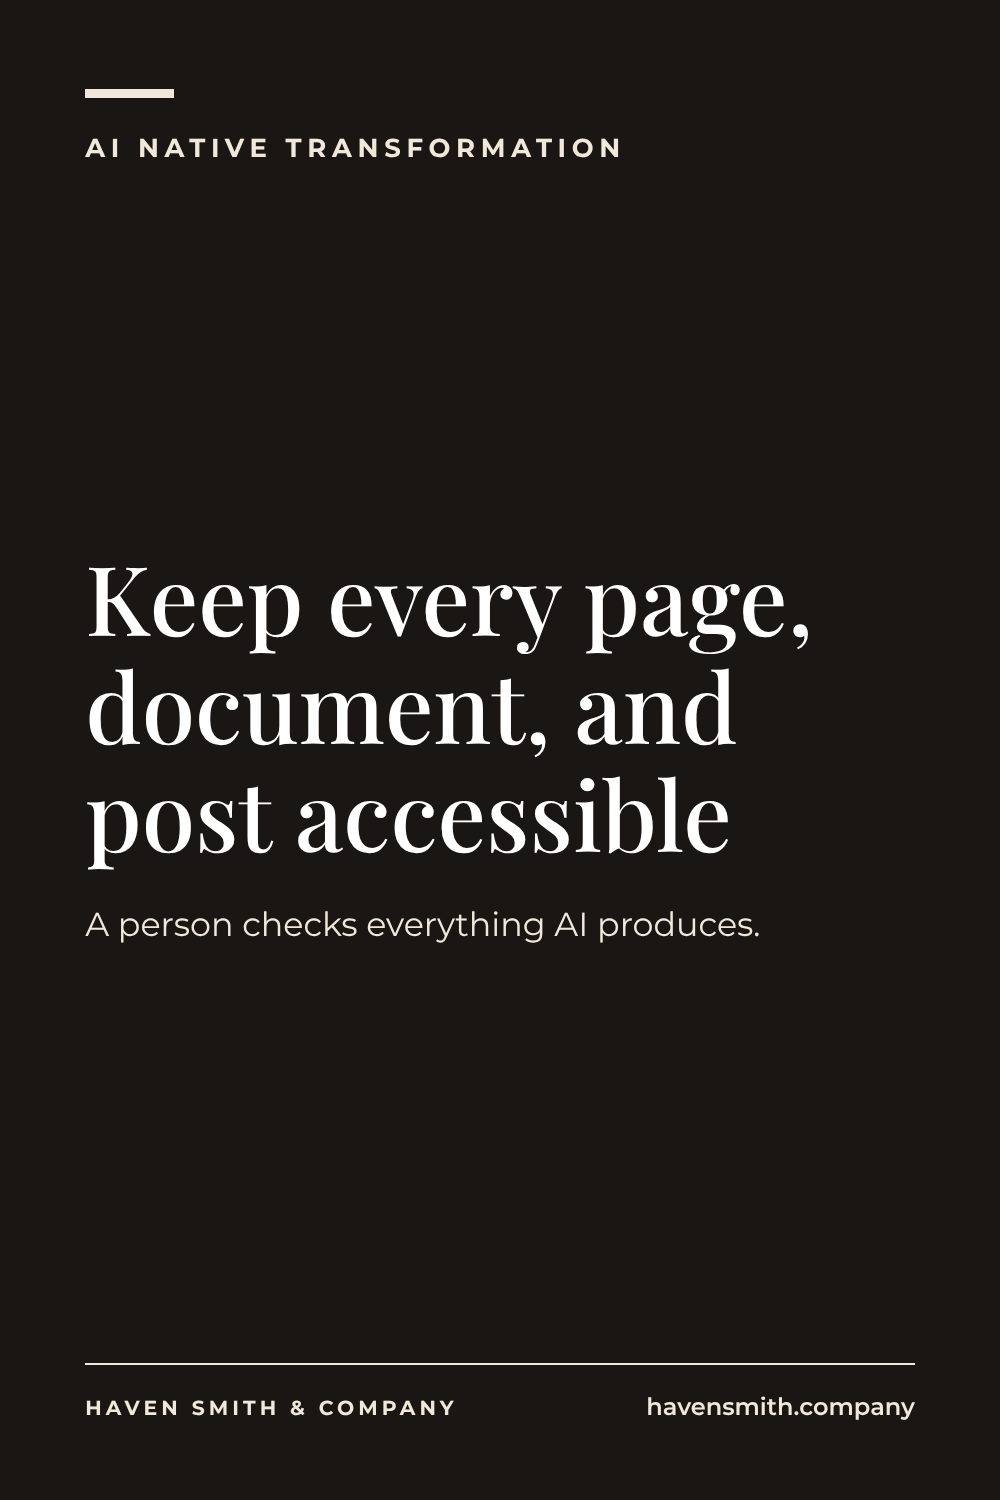 AI NATIVE TRANSFORMATION
Keep every page,
document, and
post accessible
A person checks everything AI produces.
HAVEN SMITH & COMPANY
havensmith.company